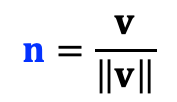 n = v / ||v||